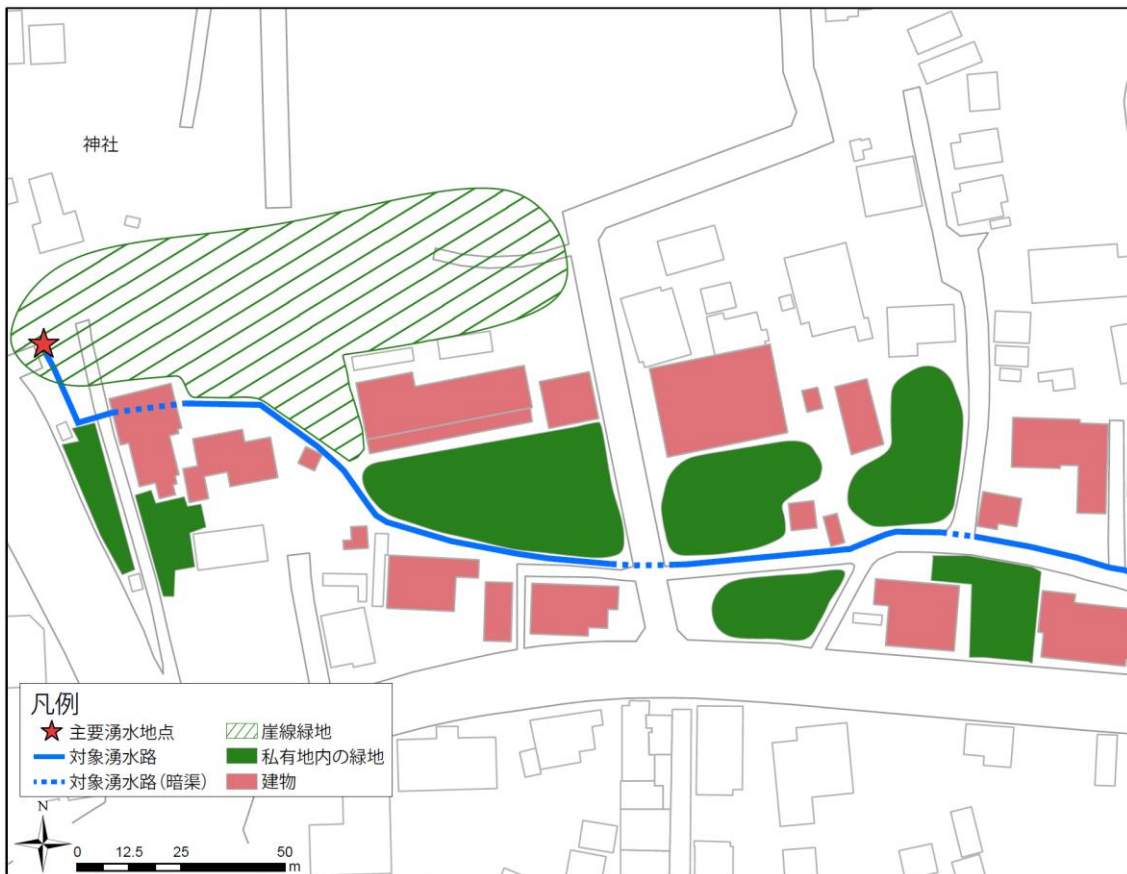 神社
凡例
主要湧水地点
対象湧水路
対象湧水路(暗渠)
崖線緑地
私有地内の緑地
建物
N
0 12.5 25 50
m